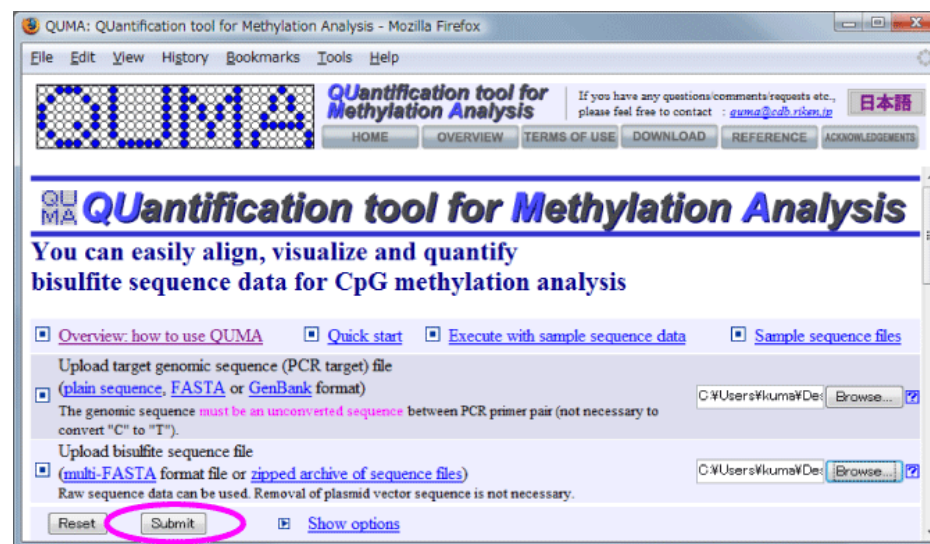 QUMA: QUantification tool for Methylation Analysis - Mozilla Firefox
File Edit View History Bookmarks Tools Help
QUMA
QUantification tool for
Methylation Analysis
If you have any questions/comments/requests etc.,
please feel free to contact : quma@cdb.riken.jp
日本語
HOME OVERVIEW TERMS OF USE DOWNLOAD REFERENCE ACKNOWLEDGEMENTS
QU
MA
QUantification tool for Methylation Analysis
You can easily align, visualize and quantify
bisulfite sequence data for CpG methylation analysis
Overview: how to use QUMA Quick start Execute with sample sequence data Sample sequence files
Upload target genomic sequence (PCR target) file
(plain sequence, FASTA or GenBank format)
The genomic sequence must be an unconverted sequence between PCR primer pair (not necessary to
convert "C" to "T").
C:¥Users¥kuma¥De Browse... ?
Upload bisulfite sequence file
(multi-FASTA format file or zipped archive of sequence files)
Raw sequence data can be used. Removal of plasmid vector sequence is not necessary.
C:¥Users¥kuma¥De Browse... ?
Reset Submit Show options